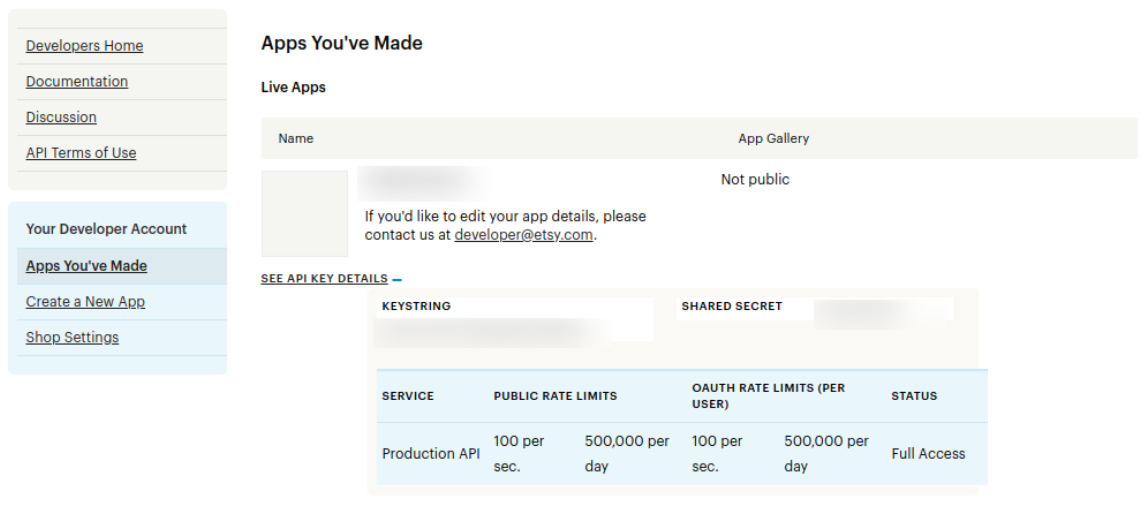 Developers Home
Documentation
Discussion
API Terms of Use
Your Developer Account
Apps You've Made
Create a New App
Shop Settings
Apps You've Made
Live Apps
Name App Gallery
Not public
If you'd like to edit your app details, please
contact us at developer@etsy.com.
SEE API KEY DETAILS –
KEYSTRING SHARED SECRET
SERVICE PUBLIC RATE LIMITS OAUTH RATE LIMITS (PER
USER) STATUS
Production API 100 per
sec. 500,000 per
day 100 per
sec. 500,000 per
day Full Access